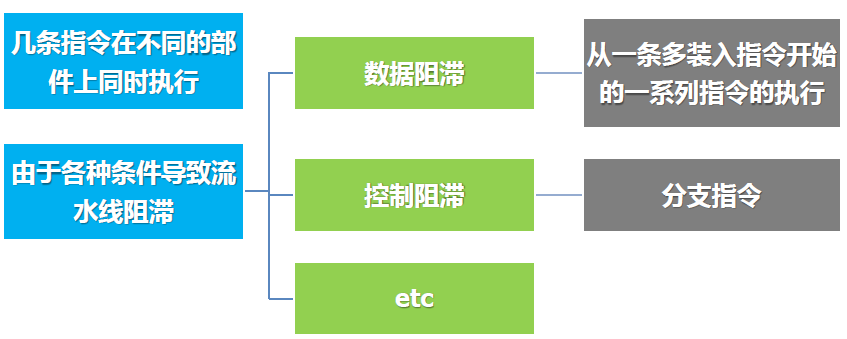 几条指令在不同的部
件上同时执行
由于各种条件导致流
水线阻滞
数据阻滞
控制阻滞
etc
从一条多装入指令开始
的一系列指令的执行
分支指令